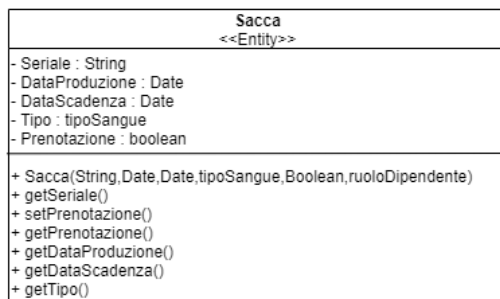 Sacca
<<Entity>>
- Seriale : String
- DataProduzione : Date
- DataScadenza : Date
- Tipo : tipoSangue
- Prenotazione : boolean
+ Sacca(String,Date,Date,tipoSangue,Boolean,ruoloDipendente)
+ getSeriale()
+ setPrenotazione()
+ getPrenotazione()
+ getDataProduzione()
+ getDataScadenza()
+ getTipo()